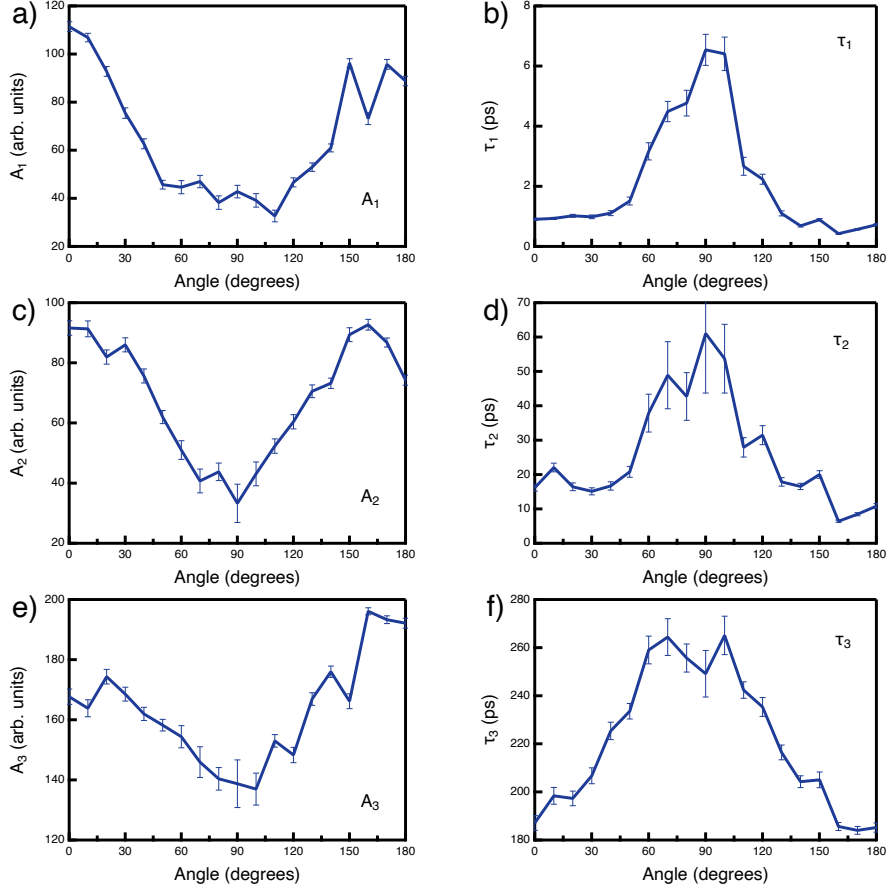 a)
120
100
80
60
40
20
A1 (arb. units)
A1
0 30 60 90 120 150 180
Angle (degrees)
b)
8
6
4
2
0
τ1 (ps)
τ1
0 30 60 90 120 150 180
Angle (degrees)
c)
100
80
60
40
20
A2 (arb. units)
A2
0 30 60 90 120 150 180
Angle (degrees)
d)
70
60
50
40
30
20
10
0
τ2 (ps)
τ2
0 30 60 90 120 150 180
Angle (degrees)
e)
200
180
160
140
120
A3 (arb. units)
A3
0 30 60 90 120 150 180
Angle (degrees)
f)
280
260
240
220
200
180
τ3 (ps)
τ3
0 30 60 90 120 150 180
Angle (degrees)